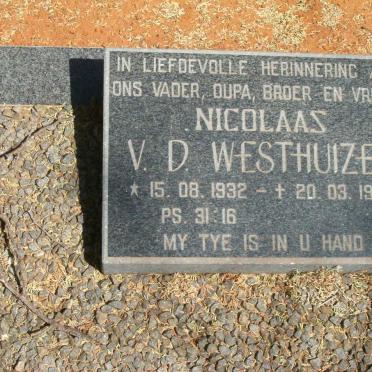 IN LIEFDEVOLLE HERINNERING
ONS VADER, OUPA, BROER EN
NICOLAAS
V. D. WESTHUIZE
* 15. 08. 1932 - † 20. 03. 19
PS. 31:16
MY TYE IS IN U HAND